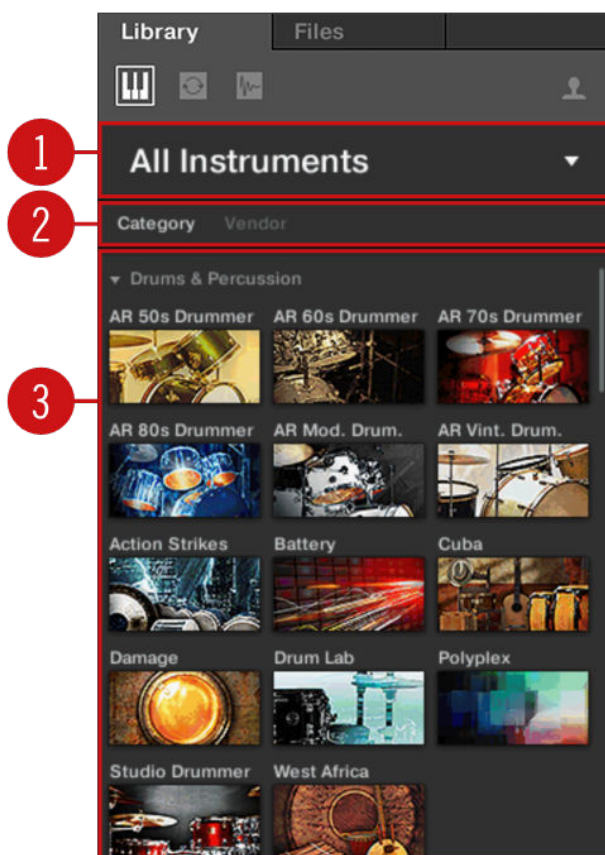 Library Files
1
All Instruments
2
Category Vendor
Drums & Percussion
AR 50s Drummer AR 60s Drummer AR 70s Drummer
3
AR 80s Drummer AR Mod. Drum. AR Vint. Drum.
Action Strikes Battery Cuba
Damage Drum Lab Polyplex
Studio Drummer West Africa